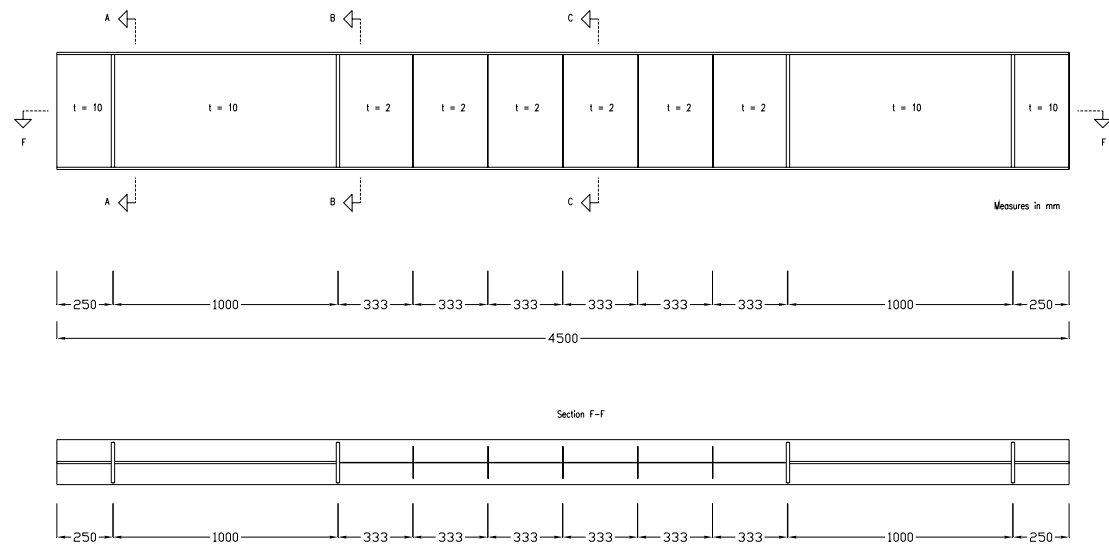 A B C
t = 10 t = 10 t = 2 t = 2 t = 2 t = 2 t = 2 t = 2 t = 10 t = 10
F F
A B C
Measures in mm
250 1000 333 333 333 333 333 333 1000 250
4500
Section F-F
250 1000 333 333 333 333 333 333 1000 250